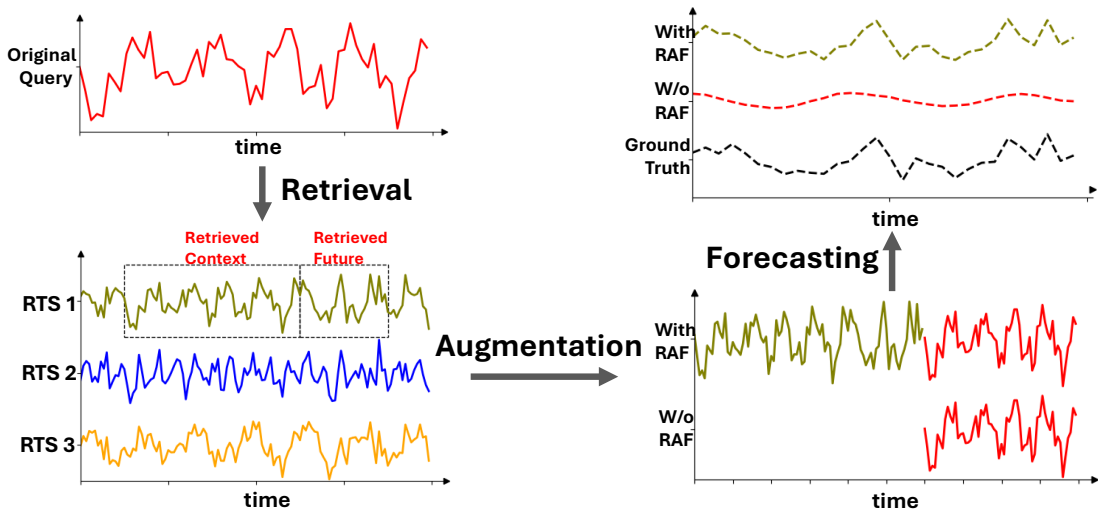 Original
Query
time
Retrieval
Retrieved
Context
Retrieved
Future
RTS 1
RTS 2
RTS 3
time
Augmentation
With
RAF
W/o
RAF
time
Forecasting
With
RAF
W/o
RAF
Ground
Truth
time